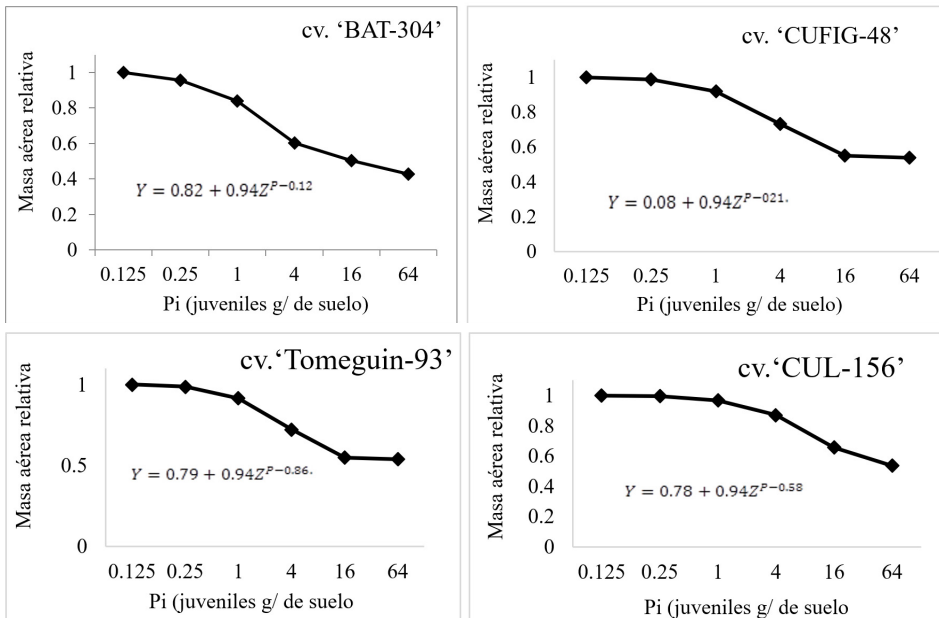 cv. ‘BAT-304’
Masa aérea relativa
1
0.8
0.6
0.4
0.2
0
Y = 0.82 + 0.94Z^{P−0.12}
0.125 0.25 1 4 16 64
Pi (juveniles g/ de suelo)
cv. ‘CUFIG-48’
Masa aérea relativa
1
0.8
0.6
0.4
0.2
0
Y = 0.08 + 0.94Z^{P−021.}
0.125 0.25 1 4 16 64
Pi (juveniles g/ de suelo)
cv.‘Tomeguin-93’
Masa aérea relativa
1
0.5
0
Y = 0.79 + 0.94Z^{P−0.86.}
0.125 0.25 1 4 16 64
Pi (juveniles g/ de suelo
cv.‘CUL-156’
Masa aérea relativa
1
0.8
0.6
0.4
0.2
0
Y = 0.78 + 0.94Z^{P−0.58}
0.125 0.25 1 4 16 64
Pi (juveniles g/ de suelo